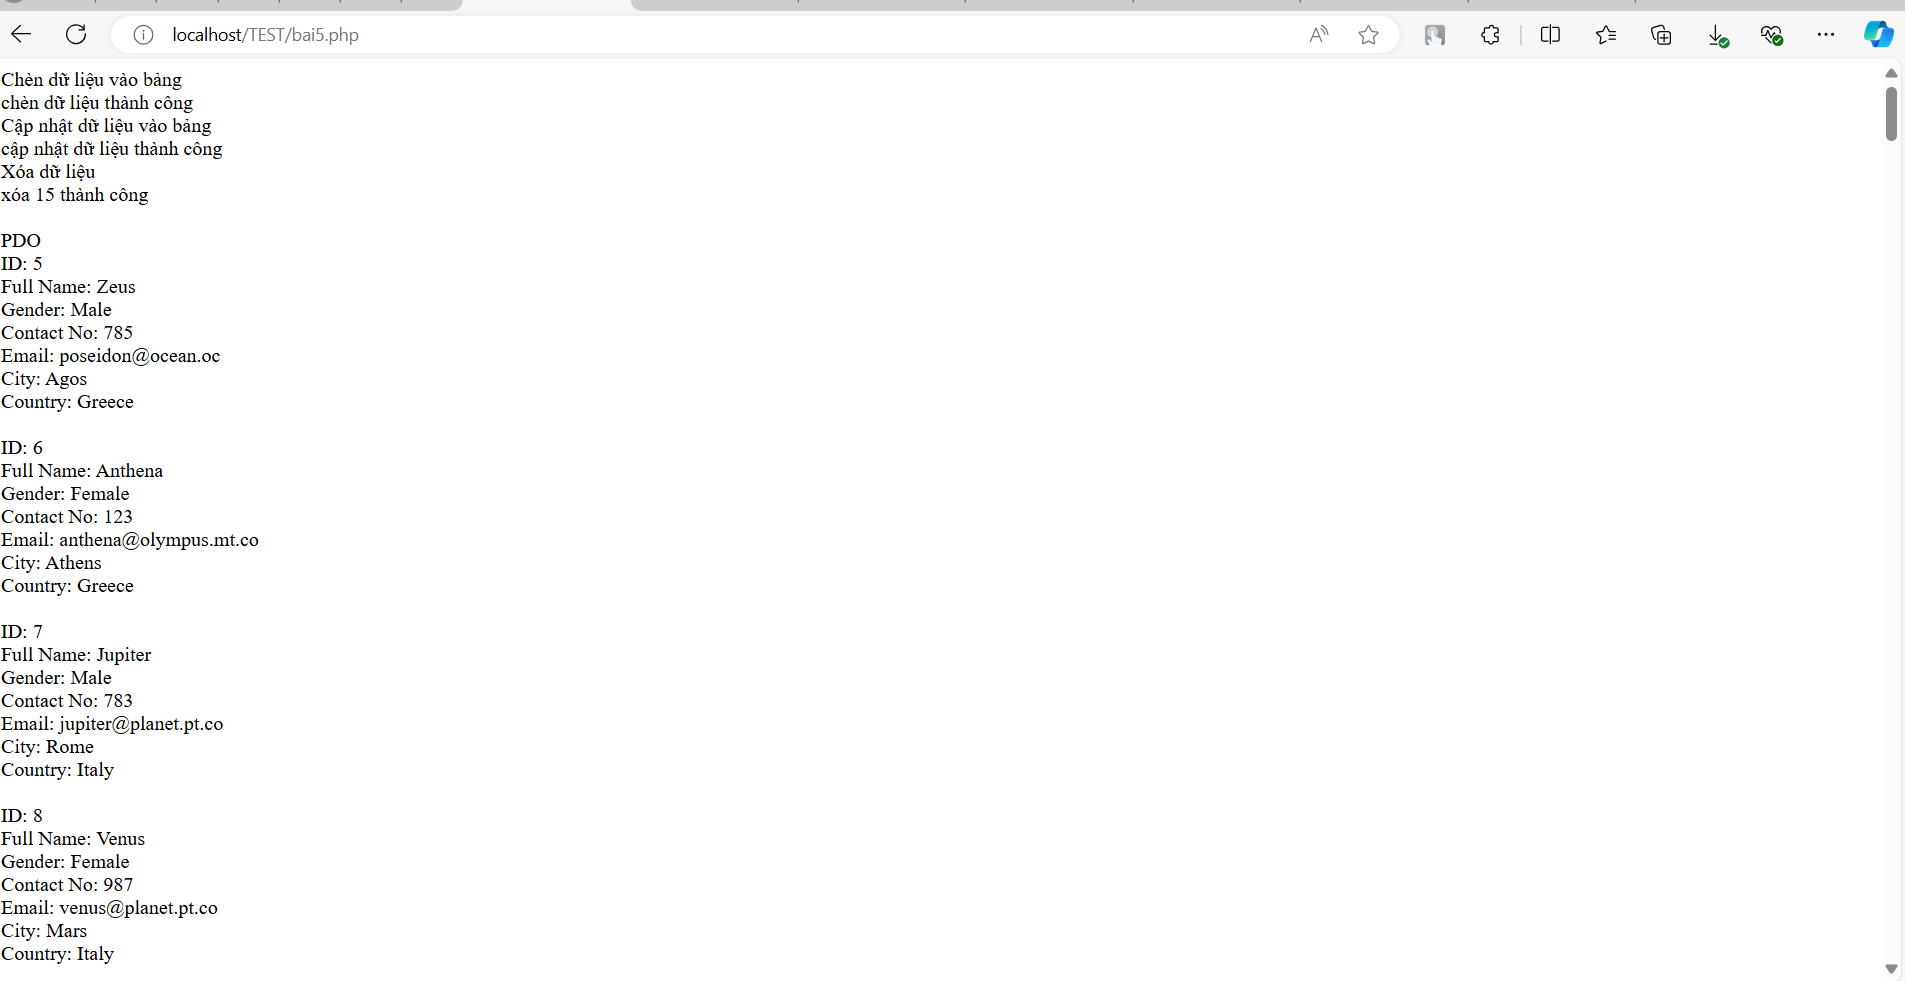 localhost/TEST/bai5.php
Chèn dữ liệu vào bảng
chèn dữ liệu thành công
Cập nhật dữ liệu vào bảng
cập nhật dữ liệu thành công
Xóa dữ liệu
xóa 15 thành công
PDO
ID: 5
Full Name: Zeus
Gender: Male
Contact No: 785
Email: poseidon@ocean.oc
City: Agos
Country: Greece
ID: 6
Full Name: Anthena
Gender: Female
Contact No: 123
Email: anthena@olympus.mt.co
City: Athens
Country: Greece
ID: 7
Full Name: Jupiter
Gender: Male
Contact No: 783
Email: jupiter@planet.pt.co
City: Rome
Country: Italy
ID: 8
Full Name: Venus
Gender: Female
Contact No: 987
Email: venus@planet.pt.co
City: Mars
Country: Italy